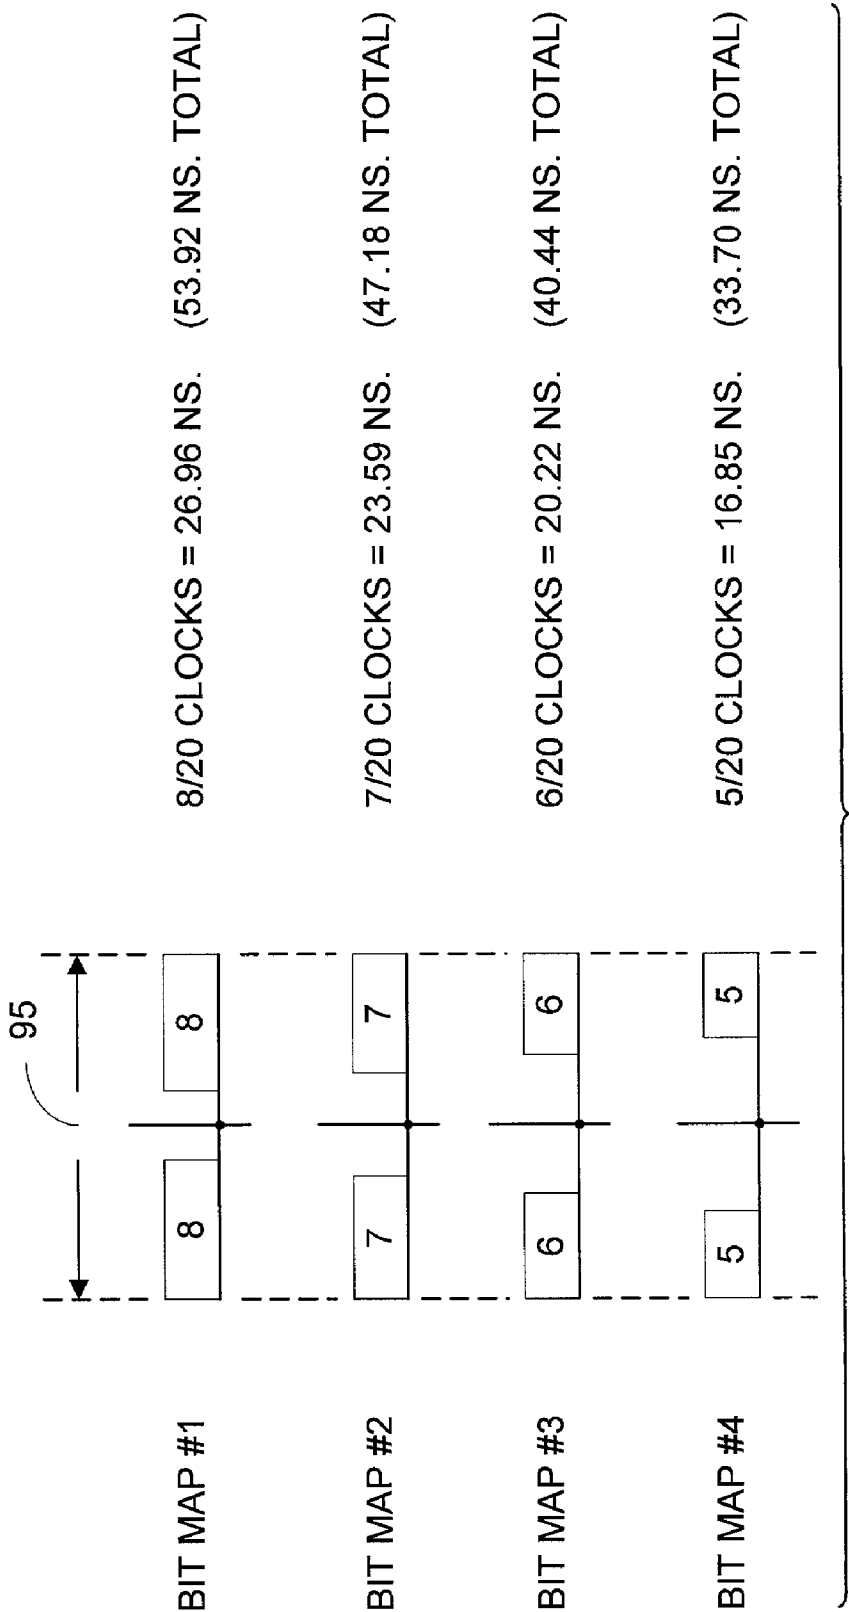 95
BIT MAP #1 8 8 8/20 CLOCKS = 26.96 NS. (53.92 NS. TOTAL)
BIT MAP #2 7 7 7/20 CLOCKS = 23.59 NS. (47.18 NS. TOTAL)
BIT MAP #3 6 6 6/20 CLOCKS = 20.22 NS. (40.44 NS. TOTAL)
BIT MAP #4 5 5 5/20 CLOCKS = 16.85 NS. (33.70 NS. TOTAL)